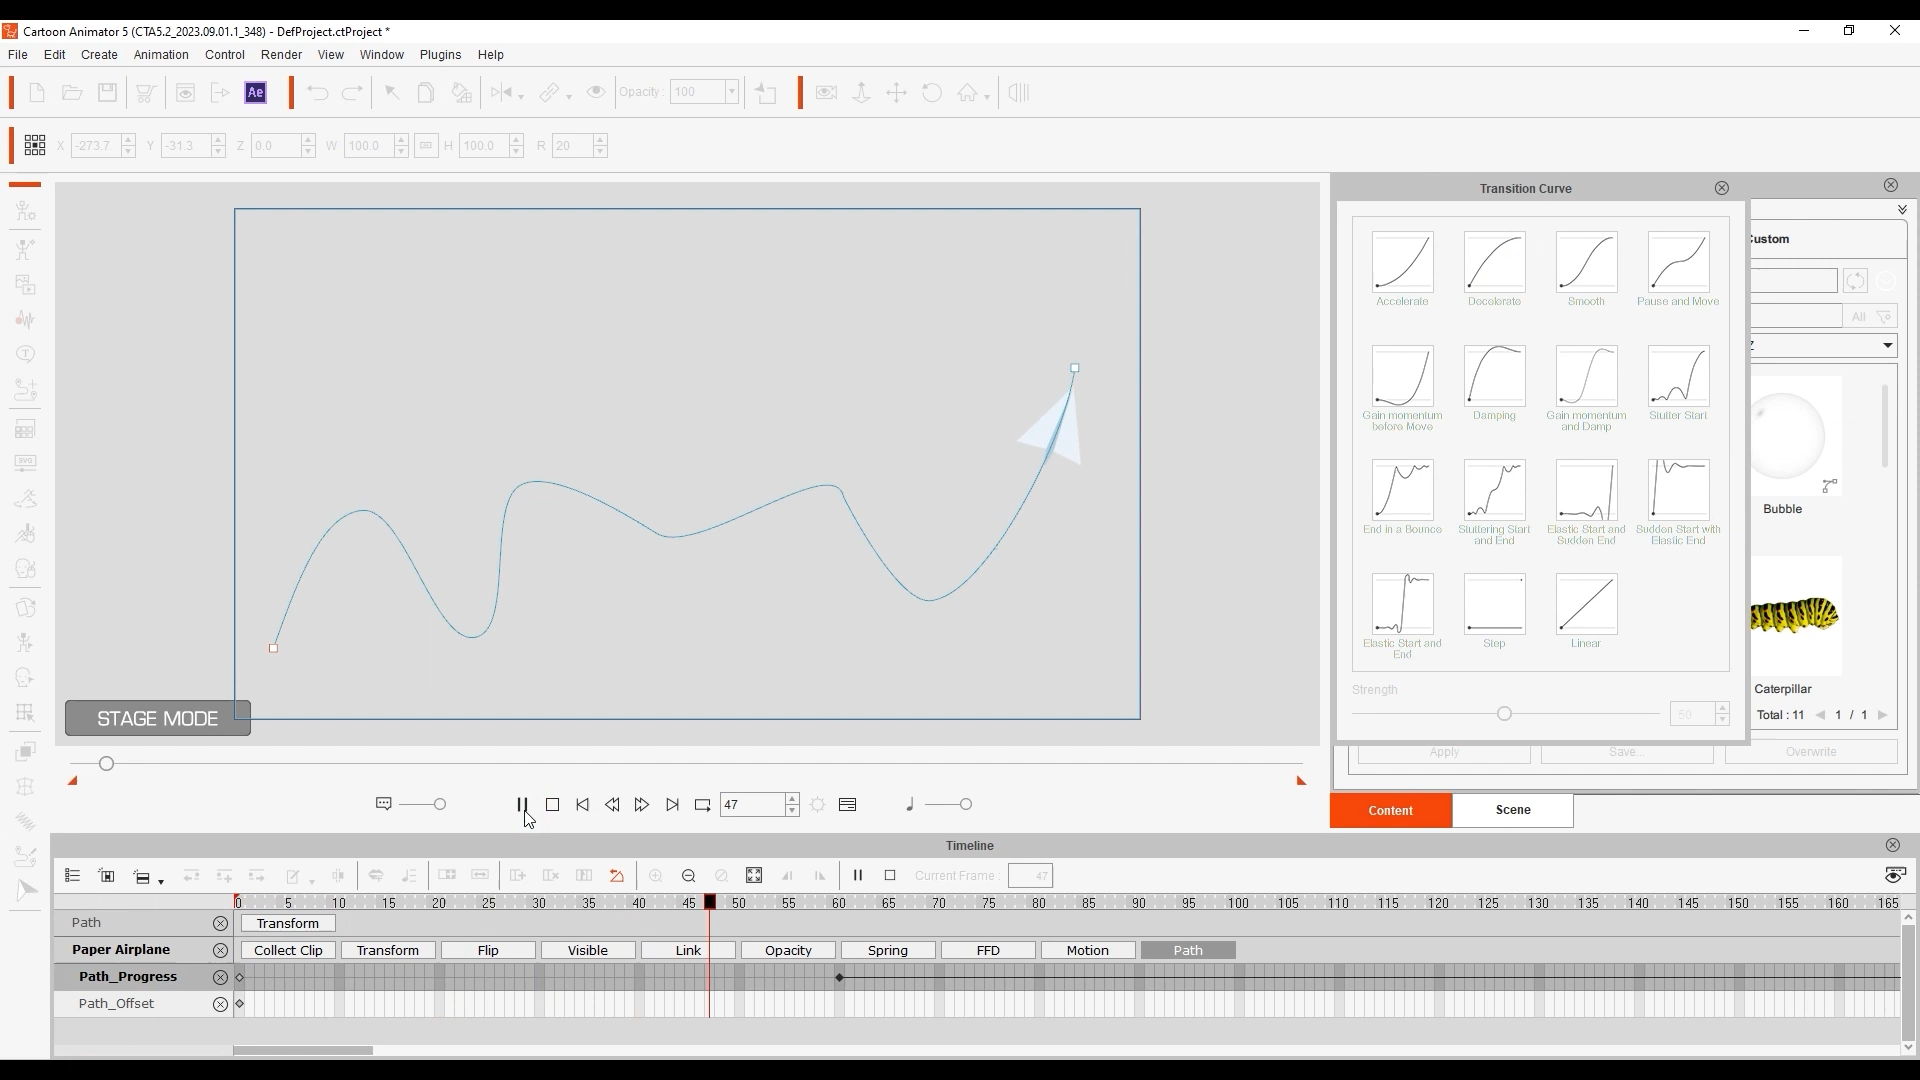 Cartoon Animator 5 (CTA5.2_2023.09.01.1_348) - DefProject.ctProject *
File Edit Create Animation Control Render View Window Plugins Help
Ae Opacity : 100
X -273.7 Y -31.3 Z 0.0 W 100.0 H 100.0 R 20
Transition Curve
Accelerate Decelerate Smooth Pause and Move
Gain momentum before Move Damping Gain momentum and Damp Stutter Start
End in a Bounce Stuttering Start and End Elastic Start and Sudden End Sudden Start with Elastic End
Elastic Start and End Step Linear
Strength
50
Custom
All
Bubble
Caterpillar
Total : 11 1 / 1
Apply Save... Overwrite
Content Scene
SVG
STAGE MODE
47
Timeline
Current Frame : 47
0 5 10 15 20 25 30 35 40 45 50 55 60 65 70 75 80 85 90 95 100 105 110 115 120 125 130 135 140 145 150 155 160 165
Path Transform
Paper Airplane Collect Clip Transform Flip Visible Link Opacity Spring FFD Motion Path
Path_Progress
Path_Offset